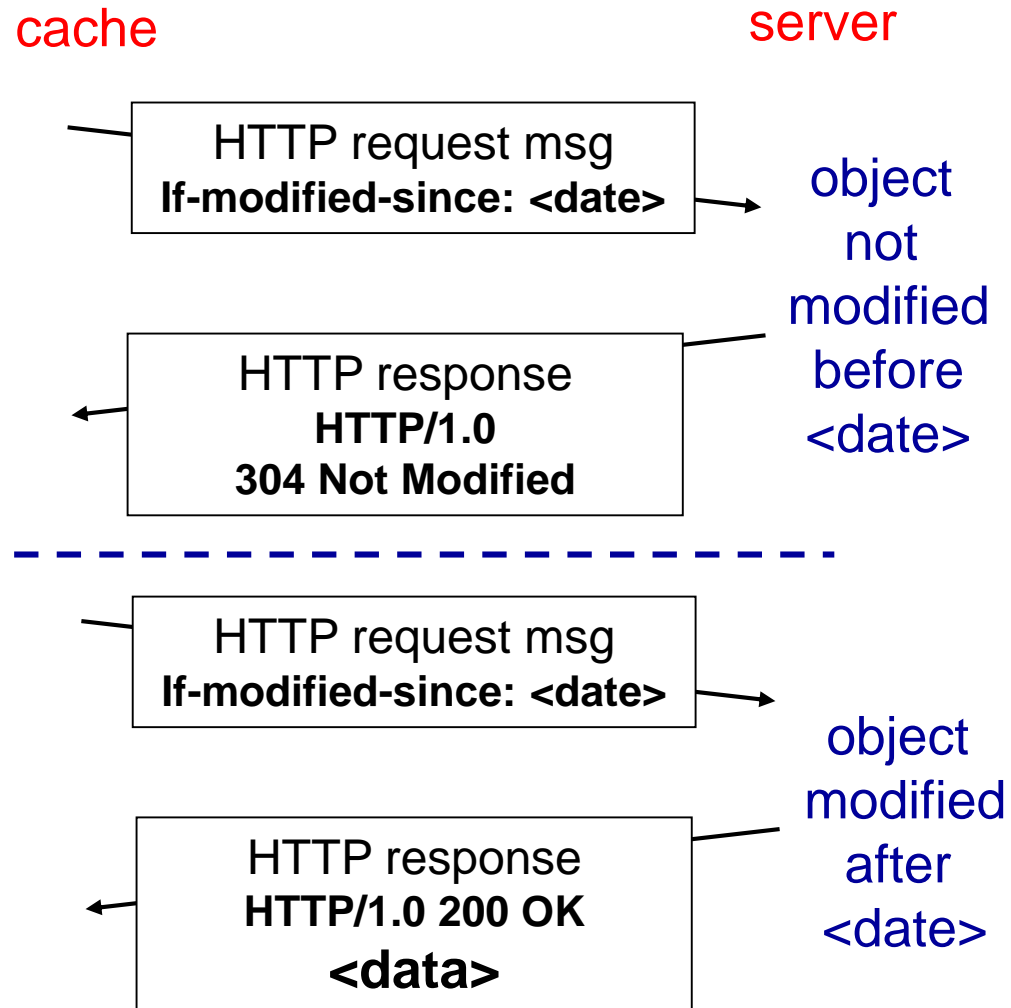 cache
server
HTTP request msg
If-modified-since: <date>
object
not
modified
before
<date>
HTTP response
HTTP/1.0
304 Not Modified
HTTP request msg
If-modified-since: <date>
object
modified
after
<date>
HTTP response
HTTP/1.0 200 OK
<data>